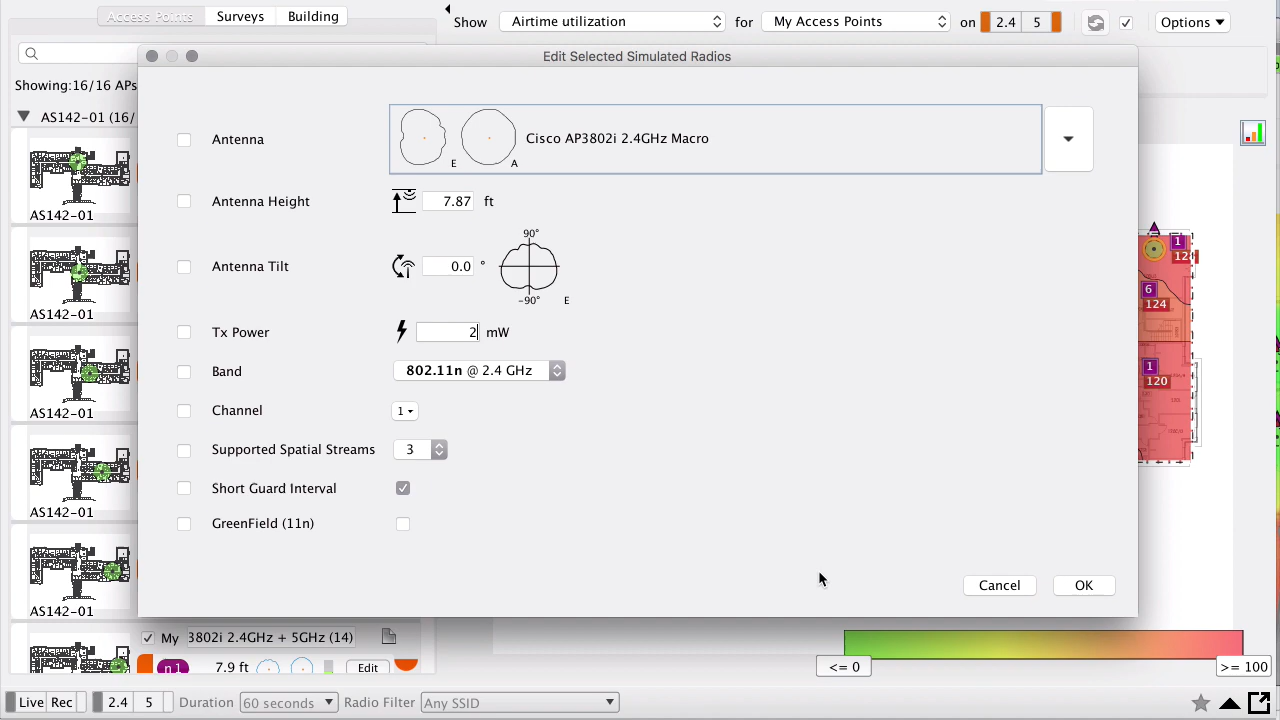 Access Points Surveys Building
Show Airtime utilization for My Access Points on 2.4 5 Options
Edit Selected Simulated Radios
Showing:16/16 APs
AS142-01 (16/
Antenna Cisco AP3802i 2.4GHz Macro
E A
Antenna Height 7.87 ft
AS142-01
90°
Antenna Tilt 0.0 °
-90° E
AS142-01
Tx Power 2 mW
Band 802.11n @ 2.4 GHz
Channel 1
AS142-01
Supported Spatial Streams 3
Short Guard Interval
AS142-01
GreenField (11n)
Cancel OK
AS142-01
1
6
124
1
120
My 3802i 2.4GHz + 5GHz (14)
n 1 7.9 ft Edit
<= 0 >= 100
Live Rec 2.4 5 Duration 60 seconds Radio Filter Any SSID